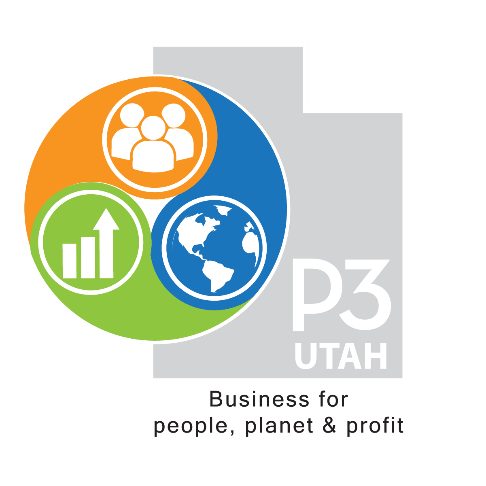 P3
UTAH
Business for
people, planet & profit